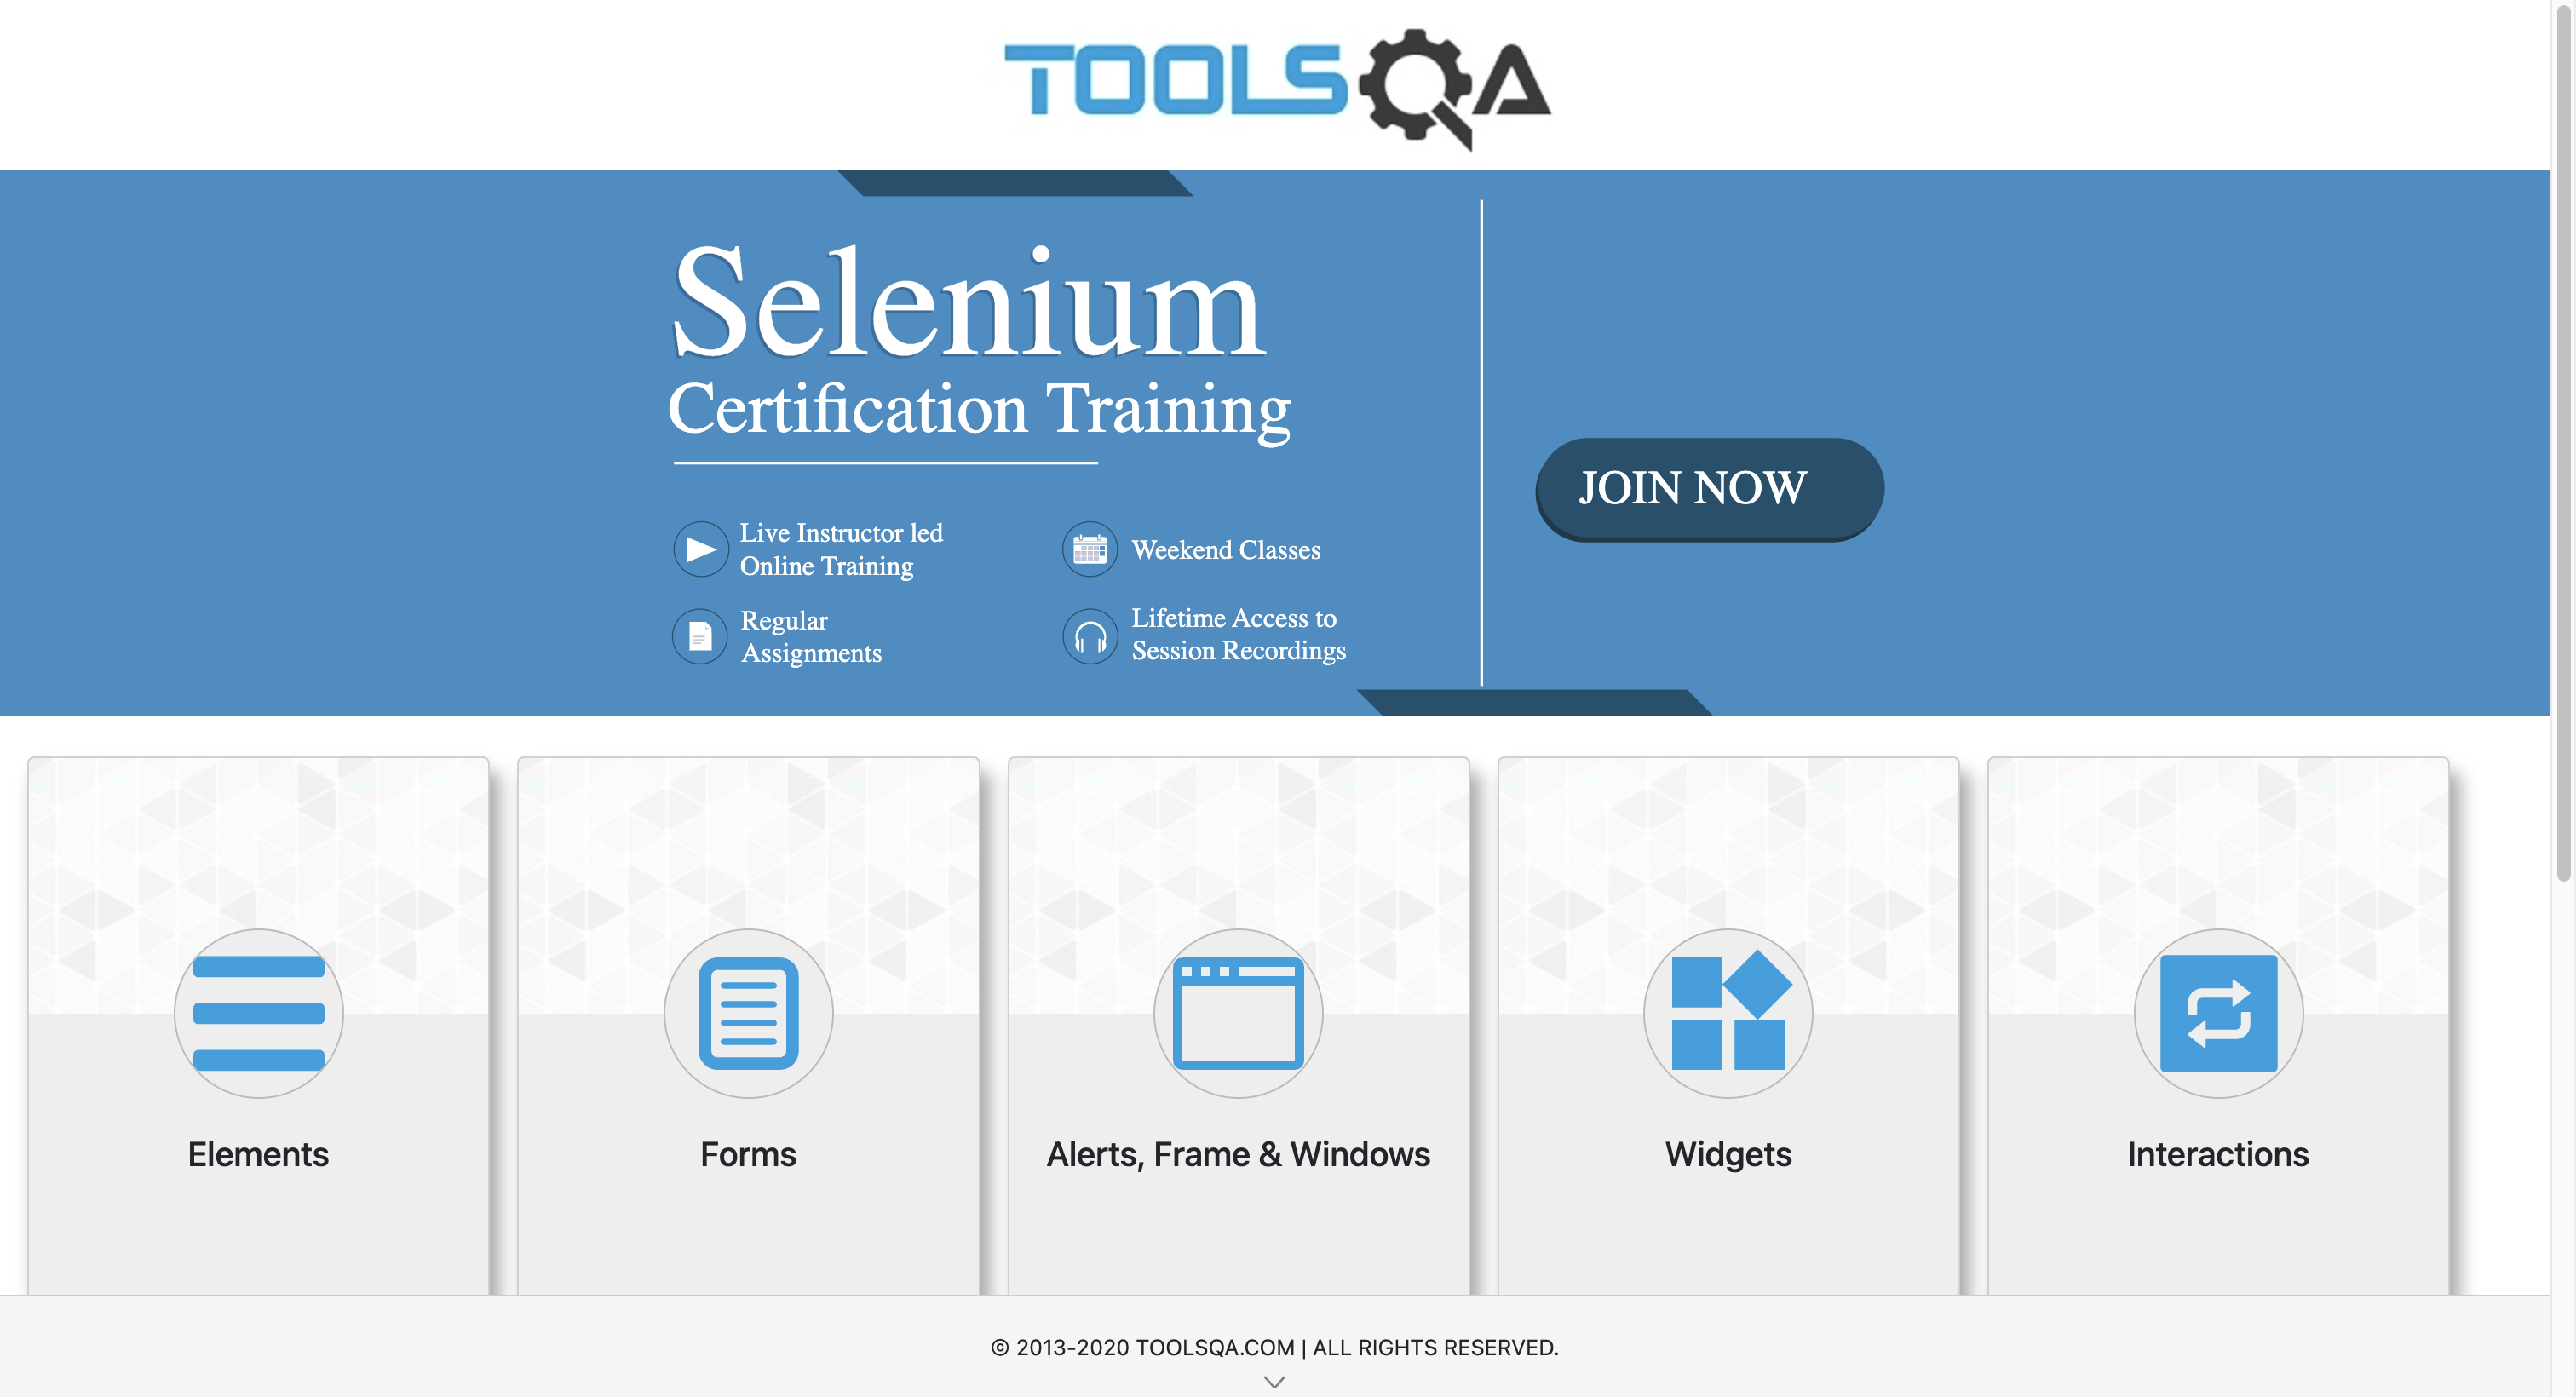 TOOLSQA
Selenium
Certification Training
JOIN NOW
Live Instructor led
Online Training
Weekend Classes
Regular
Assignments
Lifetime Access to
Session Recordings
Elements
Forms
Alerts, Frame & Windows
Widgets
Interactions
© 2013-2020 TOOLSQA.COM | ALL RIGHTS RESERVED.